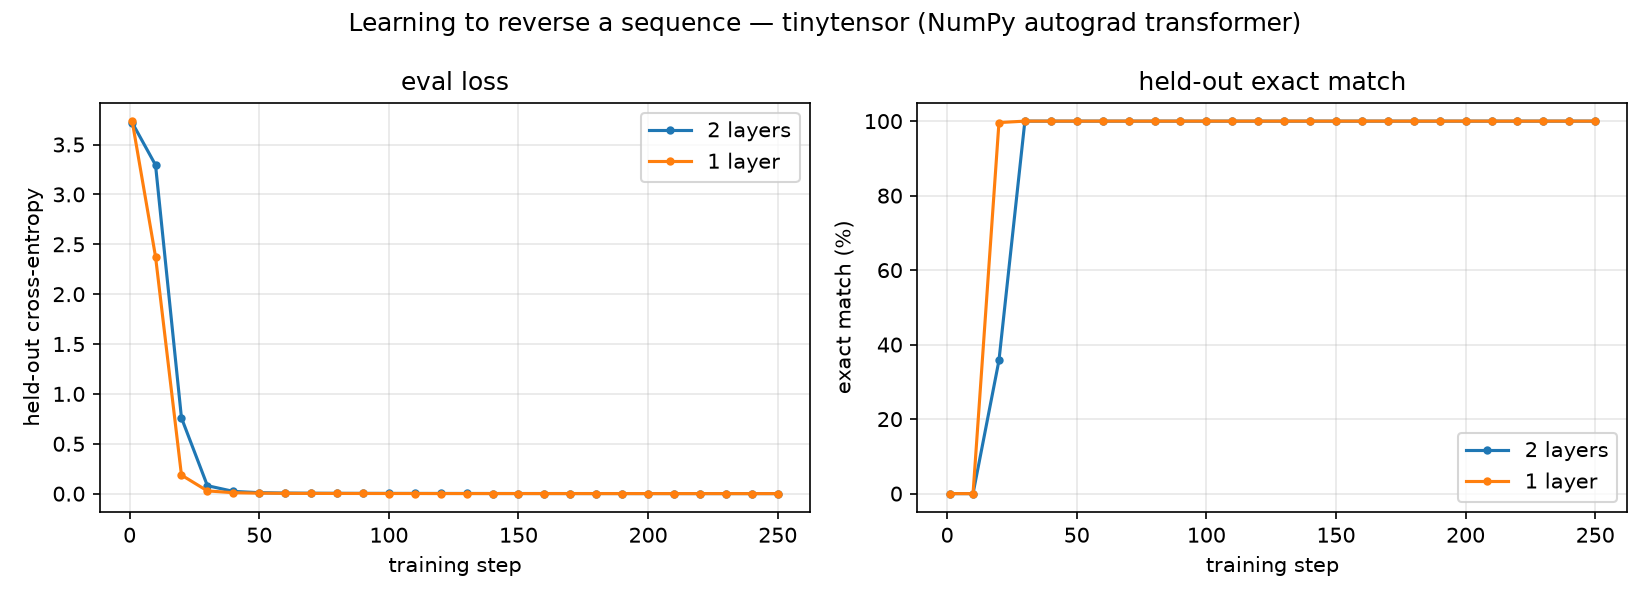 Learning to reverse a sequence — tinytensor (NumPy autograd transformer)
eval loss
held-out cross-entropy
3.5
3.0
2.5
2.0
1.5
1.0
0.5
0.0
2 layers
1 layer
0 50 100 150 200 250
training step
held-out exact match
exact match (%)
100
80
60
40
20
0
2 layers
1 layer
0 50 100 150 200 250
training step